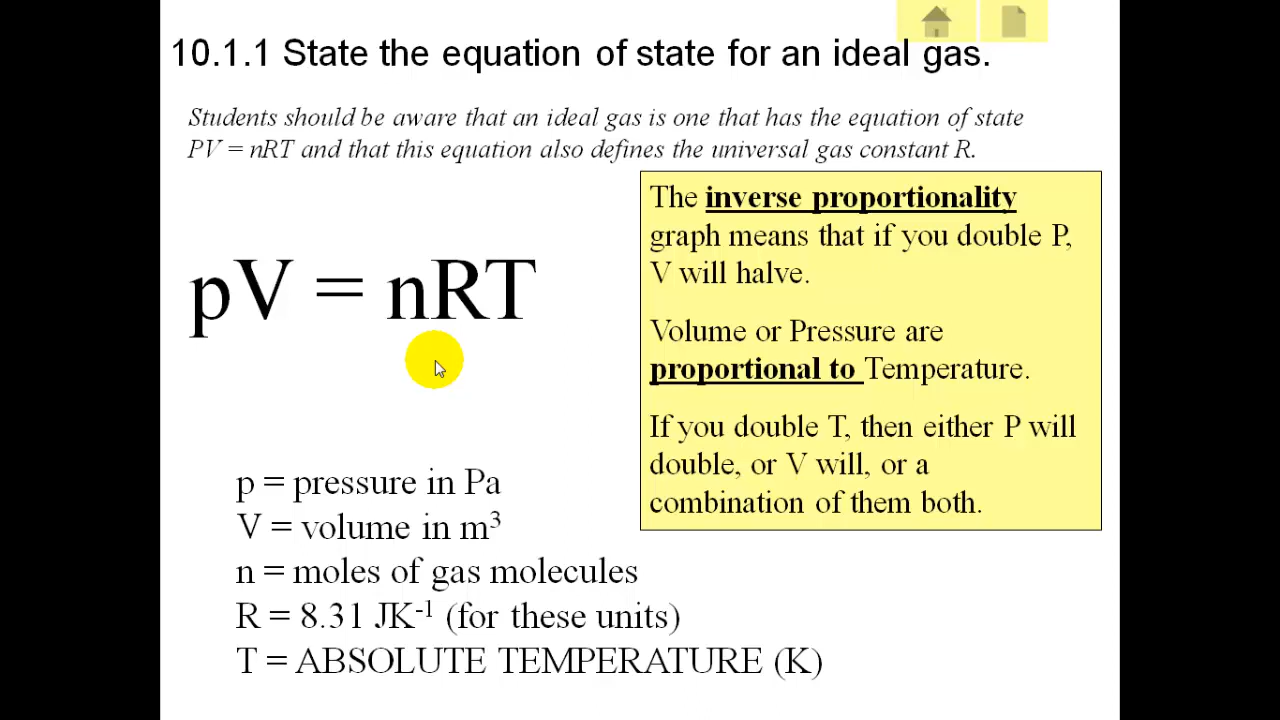 10.1.1 State the equation of state for an ideal gas.
Students should be aware that an ideal gas is one that has the equation of state
PV = nRT and that this equation also defines the universal gas constant R.
pV = nRT
The inverse proportionality
graph means that if you double P,
V will halve.
Volume or Pressure are
proportional to Temperature.
If you double T, then either P will
double, or V will, or a
combination of them both.
p = pressure in Pa
V = volume in m³
n = moles of gas molecules
R = 8.31 JK⁻¹ (for these units)
T = ABSOLUTE TEMPERATURE (K)